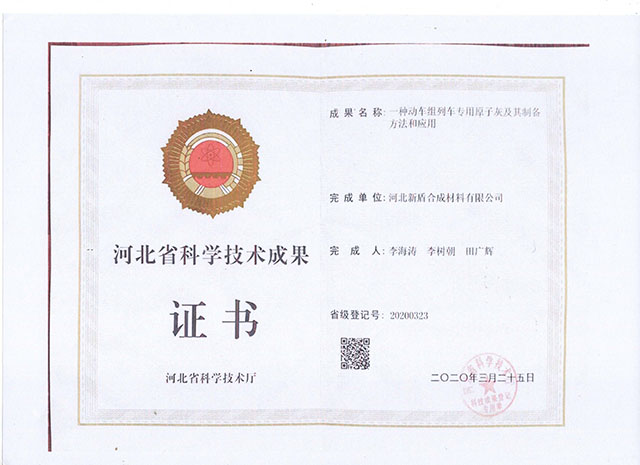 河北省科学技术成果
证书
河北省科学技术厅
成果名称：一种动车组列车专用原子灰及其制备
方法和应用
完成单位：河北新盾合成材料有限公司
完成人：李海涛 李树朝 田广辉
省级登记号：20200323
二〇二〇年三月二十五日